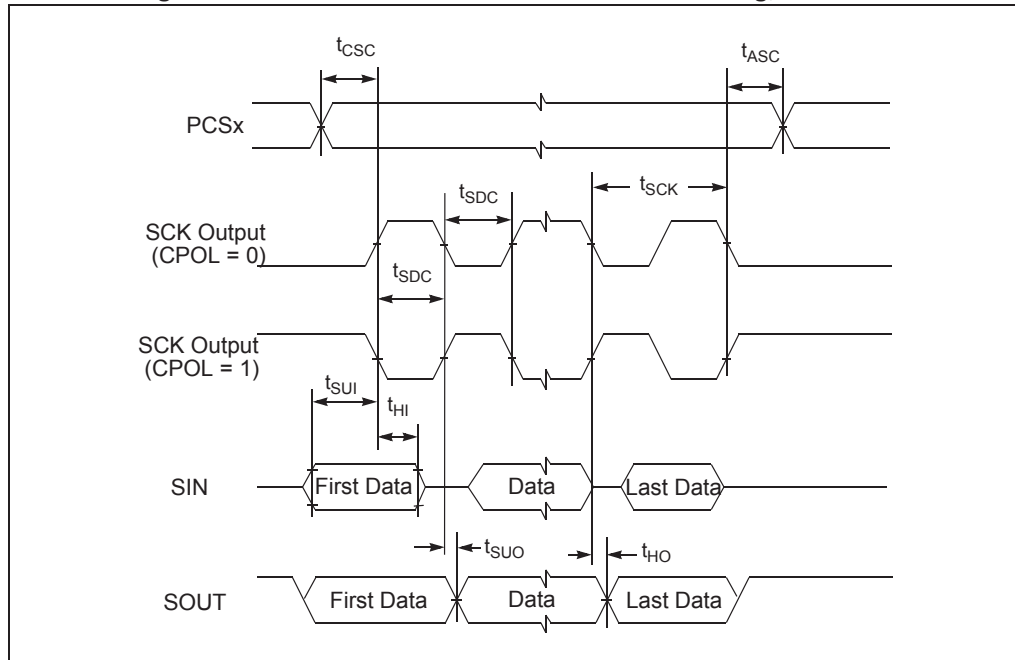 tCSC
tASC
PCSx
tSCK
tSDC
SCK Output
(CPOL = 0)
tSDC
SCK Output
(CPOL = 1)
tSUI
tHI
SIN
First Data
Data
Last Data
tSUO
tHO
SOUT
First Data
Data
Last Data